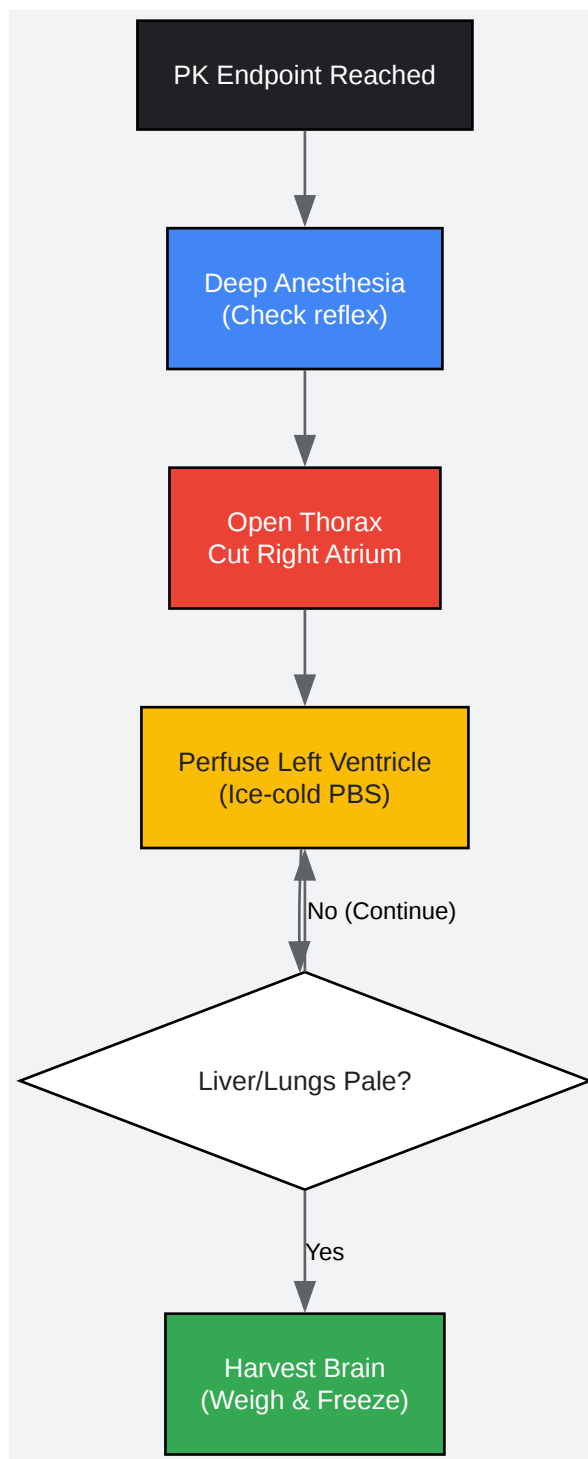 PK Endpoint Reached
Deep Anesthesia
(Check reflex)
Open Thorax
Cut Right Atrium
Perfuse Left Ventricle
(Ice-cold PBS)
No (Continue)
Liver/Lungs Pale?
Yes
Harvest Brain
(Weigh & Freeze)